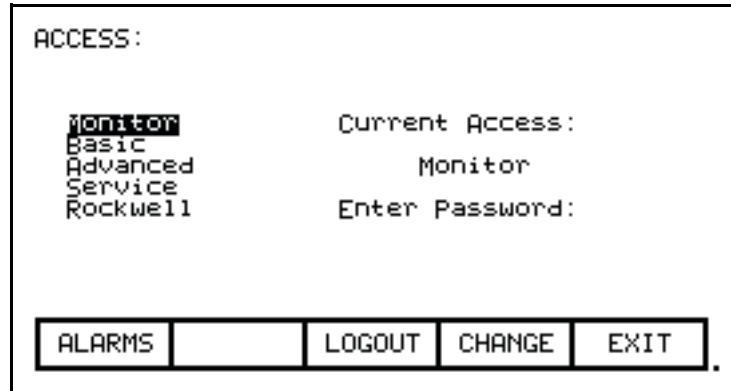 ACCESS:
Monitor
Basic
Advanced
Service
Rockwell
Current Access:
Monitor
Enter Password:
ALARMS LOGOUT CHANGE EXIT
.